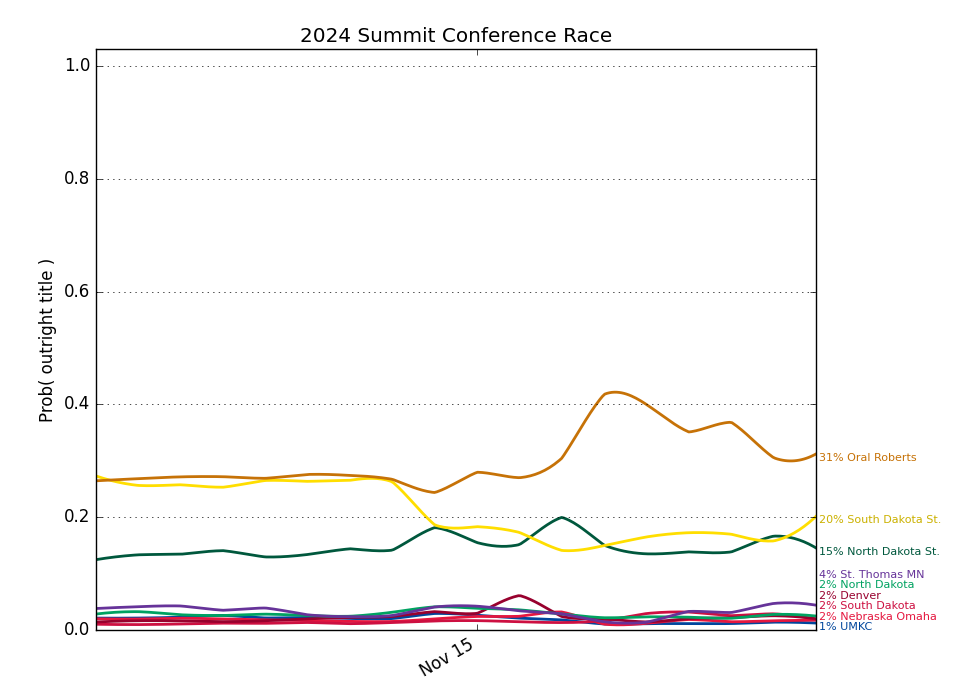 2024 Summit Conference Race
Prob( outright title )
1.0
0.8
0.6
0.4
0.2
0.0
Nov 15
31% Oral Roberts
20% South Dakota St.
15% North Dakota St.
4% St. Thomas MN
2% North Dakota
2% Denver
2% South Dakota
2% Nebraska Omaha
1% UMKC